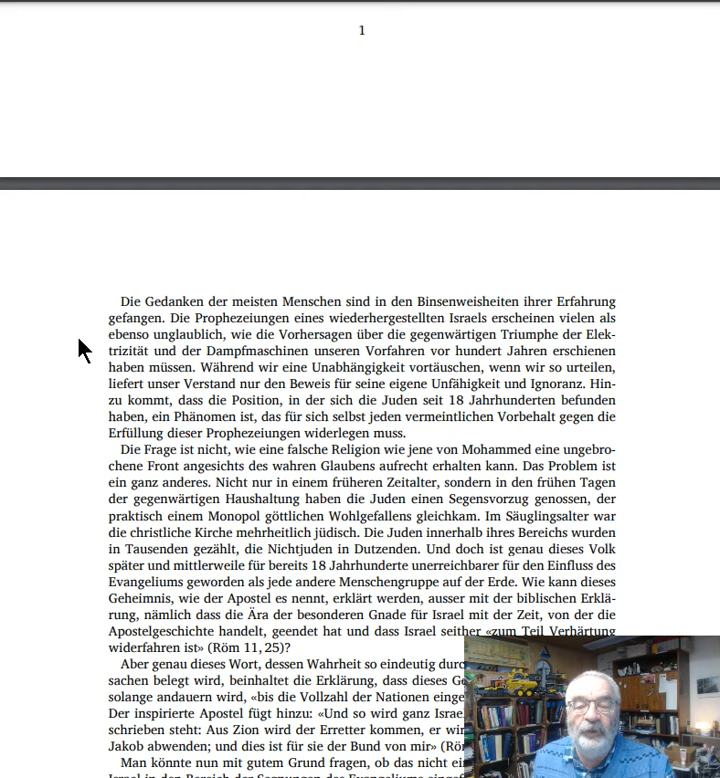 1
Die Gedanken der meisten Menschen sind in den Binsenweisheiten ihrer Erfahrung
gefangen. Die Prophezeiungen eines wiederhergestellten Israels erscheinen vielen als
ebenso unglaublich, wie die Vorhersagen über die gegenwärtigen Triumphe der Elek-
trizität und der Dampfmaschinen unseren Vorfahren vor hundert Jahren erschienen
haben müssen. Während wir eine Unabhängigkeit vortäuschen, wenn wir so urteilen,
liefert unser Verstand nur den Beweis für seine eigene Unfähigkeit und Ignoranz. Hin-
zu kommt, dass die Position, in der sich die Juden seit 18 Jahrhunderten befunden
haben, ein Phänomen ist, das für sich selbst jeden vermeintlichen Vorbehalt gegen die
Erfüllung dieser Prophezeiungen widerlegen muss.
Die Frage ist nicht, wie eine falsche Religion wie jene von Mohammed eine ungebro-
chene Front angesichts des wahren Glaubens aufrecht erhalten kann. Das Problem ist
ein ganz anderes. Nicht nur in einem früheren Zeitalter, sondern in den frühen Tagen
der gegenwärtigen Haushaltung haben die Juden einen Segensvorzug genossen, der
praktisch einem Monopol göttlichen Wohlgefallens gleichkam. Im Säuglingsalter war
die christliche Kirche mehrheitlich jüdisch. Die Juden innerhalb ihres Bereichs wurden
in Tausenden gezählt, die Nichtjuden in Dutzenden. Und doch ist genau dieses Volk
später und mittlerweile für bereits 18 Jahrhunderte unerreichbarer für den Einfluss des
Evangeliums geworden als jede andere Menschengruppe auf der Erde. Wie kann dieses
Geheimnis, wie der Apostel es nennt, erklärt werden, ausser mit der biblischen Erklä-
rung, nämlich dass die Ära der besonderen Gnade für Israel mit der Zeit, von der die
Apostelgeschichte handelt, geendet hat und dass Israel seither «zum Teil Verhärtung
widerfahren ist» (Röm 11,25)?
Aber genau dieses Wort, dessen Wahrheit so eindeutig durc
sachen belegt wird, beinhaltet die Erklärung, dass dieses Ge
solange andauern wird, «bis die Vollzahl der Nationen einge
Der inspirierte Apostel fügt hinzu: «Und so wird ganz Israe
schrieben steht: Aus Zion wird der Erretter kommen, er wir
Jakob abwenden; und dies ist für sie der Bund von mir» (Rö
Man könnte nun mit gutem Grund fragen, ob das nicht ei